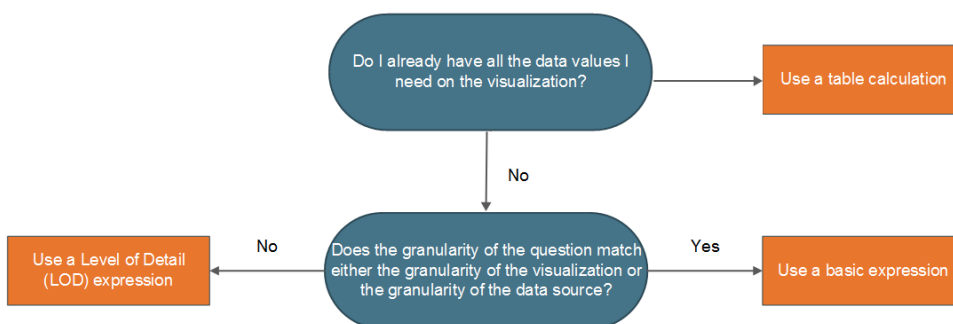 Do I already have all the data values I
need on the visualization?
Use a table calculation
No
Use a Level of Detail
(LOD) expression
No
Does the granularity of the question match
either the granularity of the visualization or
the granularity of the data source?
Yes
Use a basic expression